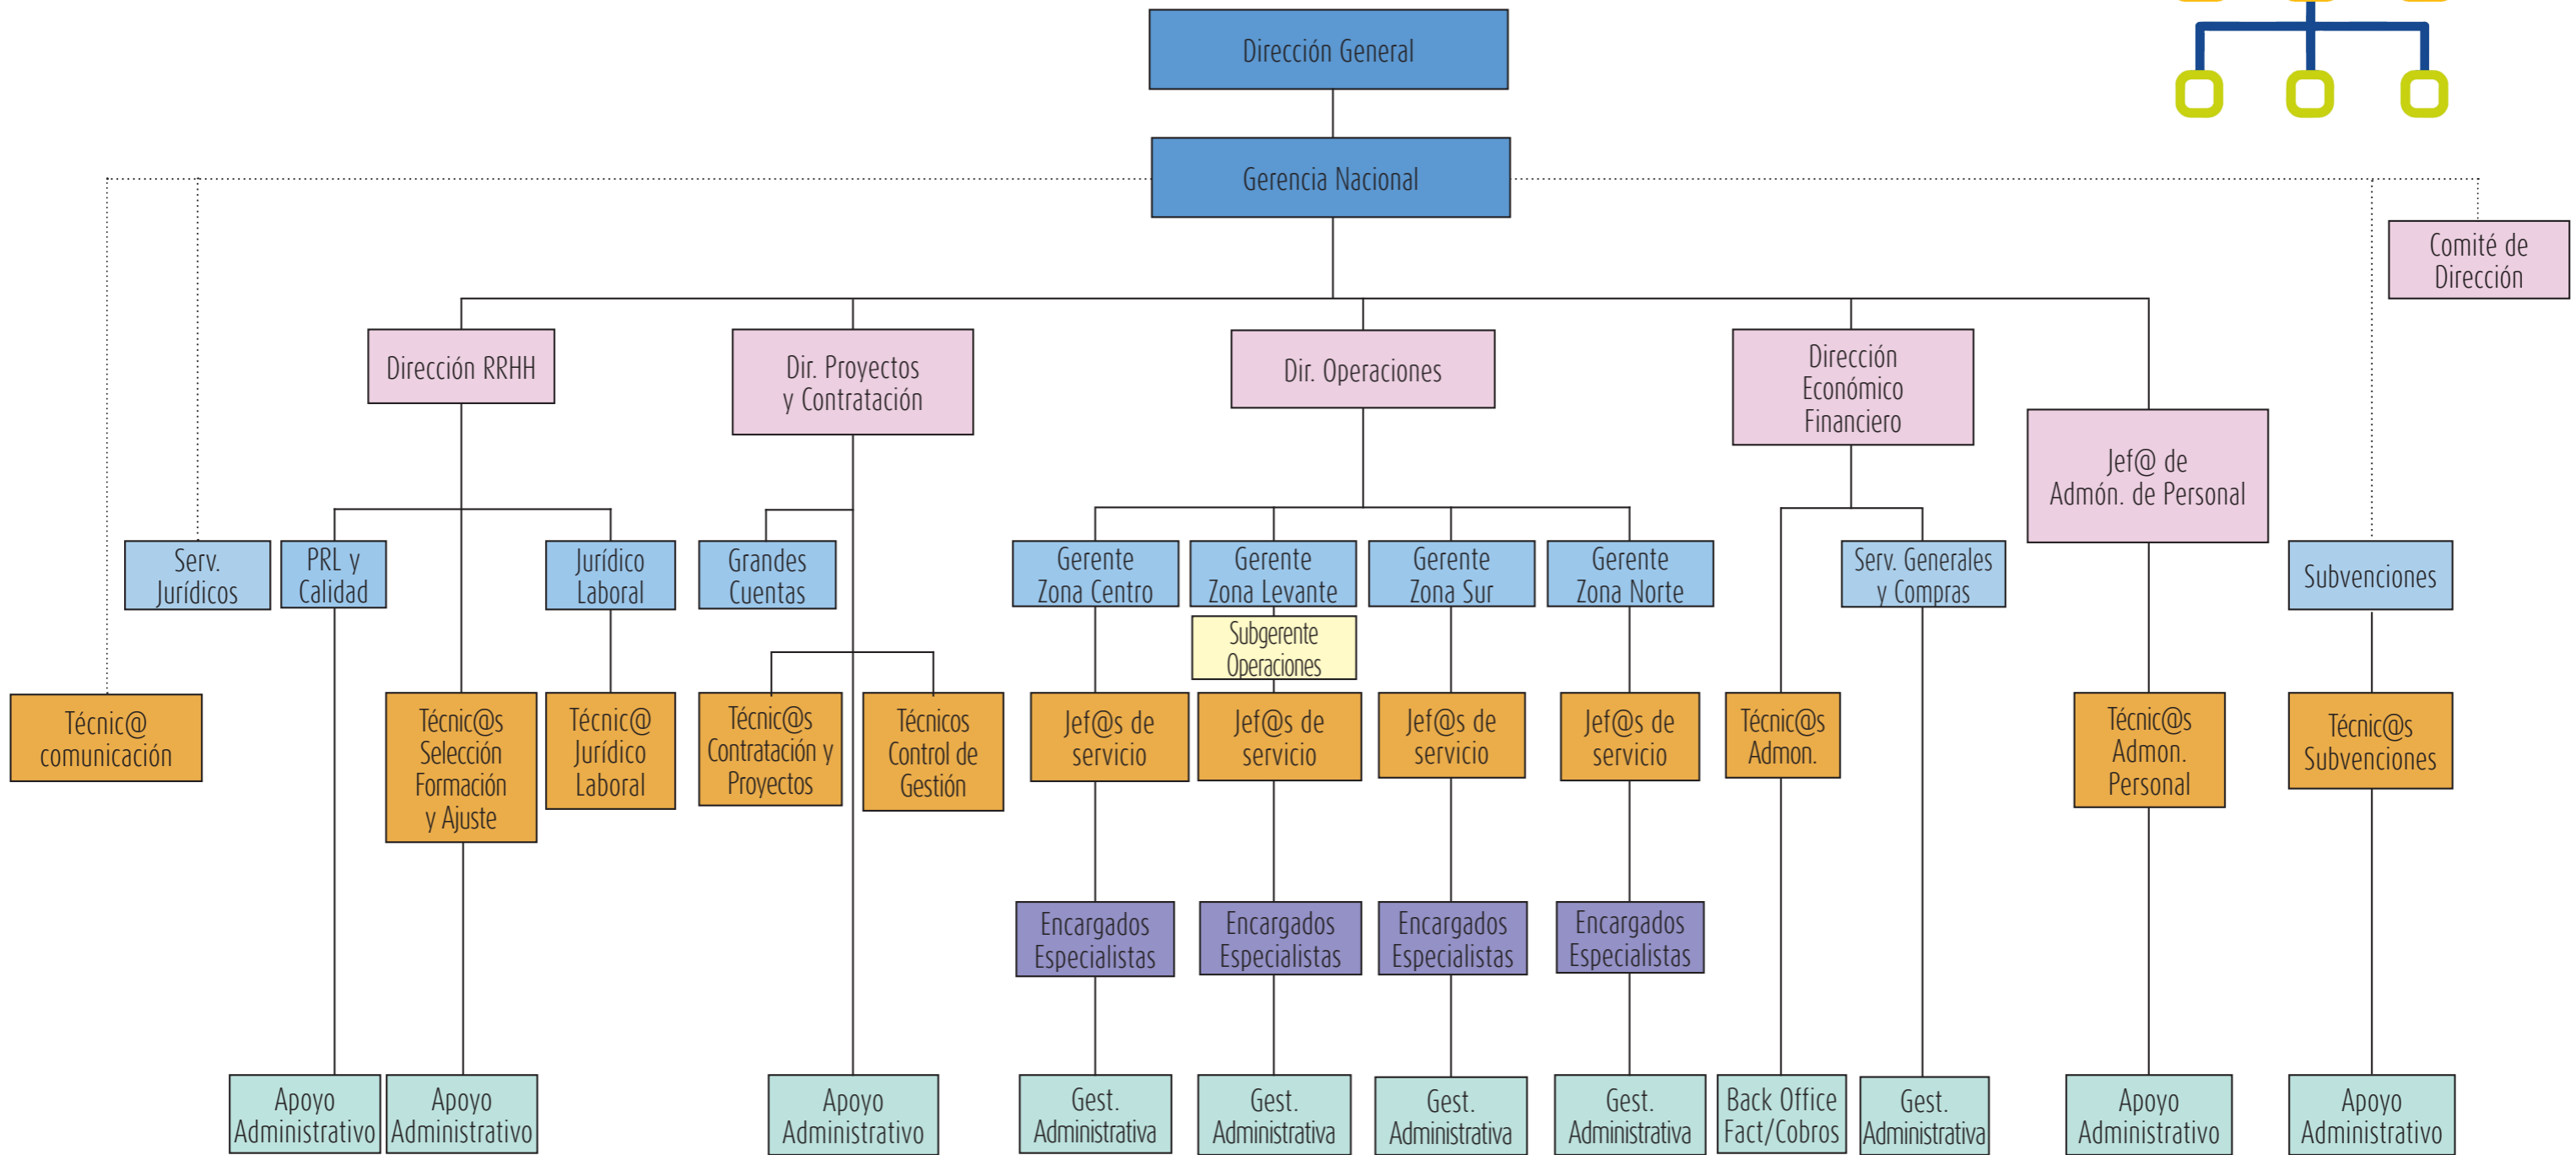 Dirección General
Gerencia Nacional
Comité de
Dirección
Dirección RRHH
Dir. Proyectos
y Contratación
Dir. Operaciones
Dirección
Económico
Financiero
Jef@ de
Admón. de Personal
Serv.
Jurídicos
PRL y
Calidad
Jurídico
Laboral
Grandes
Cuentas
Gerente
Zona Centro
Gerente
Zona Levante
Gerente
Zona Sur
Gerente
Zona Norte
Serv. Generales
y Compras
Subvenciones
Subgerente
Operaciones
Técnic@
comunicación
Técnic@s
Selección
Formación
y Ajuste
Técnic@
Jurídico
Laboral
Técnic@s
Contratación y
Proyectos
Técnicos
Control de
Gestión
Jef@s de
servicio
Jef@s de
servicio
Jef@s de
servicio
Jef@s de
servicio
Técnic@s
Admon.
Técnic@s
Admon.
Personal
Técnic@s
Subvenciones
Encargados
Especialistas
Encargados
Especialistas
Encargados
Especialistas
Encargados
Especialistas
Apoyo
Administrativo
Apoyo
Administrativo
Apoyo
Administrativo
Gest.
Administrativa
Gest.
Administrativa
Gest.
Administrativa
Gest.
Administrativa
Back Office
Fact/Cobros
Gest.
Administrativa
Apoyo
Administrativo
Apoyo
Administrativo